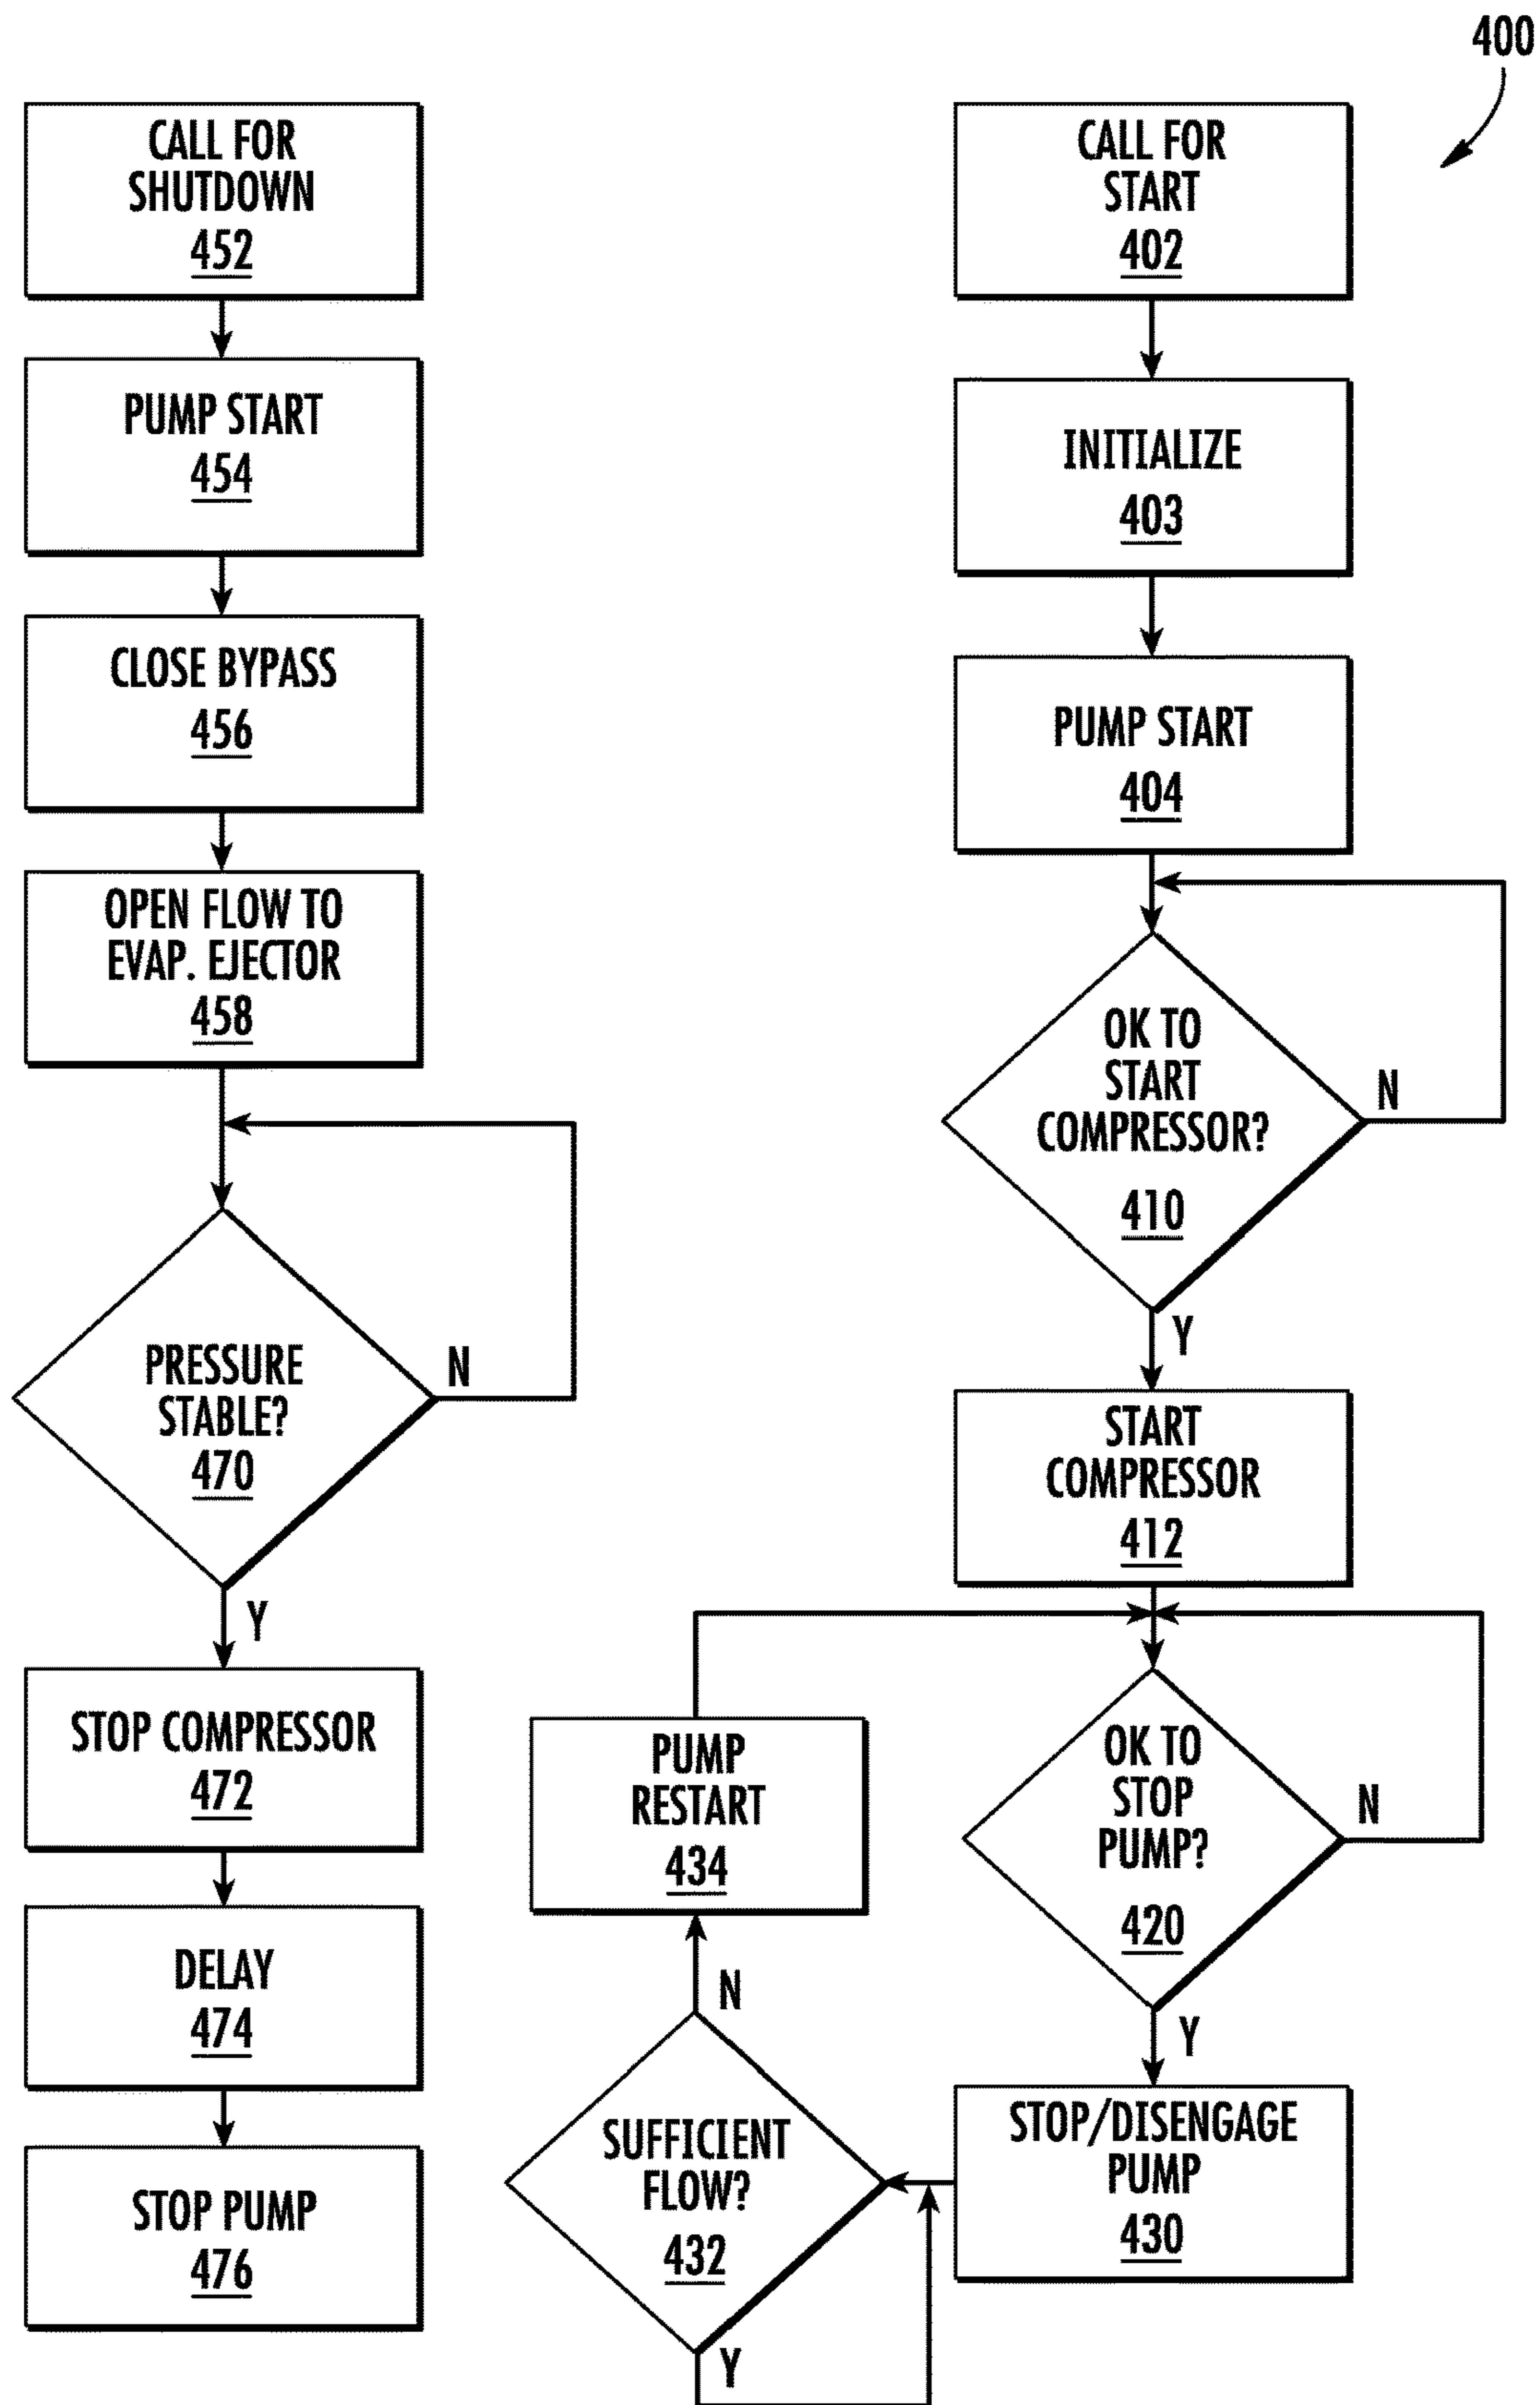 400
CALL FOR
SHUTDOWN
452
PUMP START
454
CLOSE BYPASS
456
OPEN FLOW TO
EVAP. EJECTOR
458
PRESSURE
STABLE?
470
N
Y
STOP COMPRESSOR
472
DELAY
474
STOP PUMP
476
CALL FOR
START
402
INITIALIZE
403
PUMP START
404
OK TO
START
COMPRESSOR?
410
N
Y
START
COMPRESSOR
412
OK TO
STOP
PUMP?
420
N
Y
STOP/DISENGAGE
PUMP
430
SUFFICIENT
FLOW?
432
Y
N
PUMP
RESTART
434